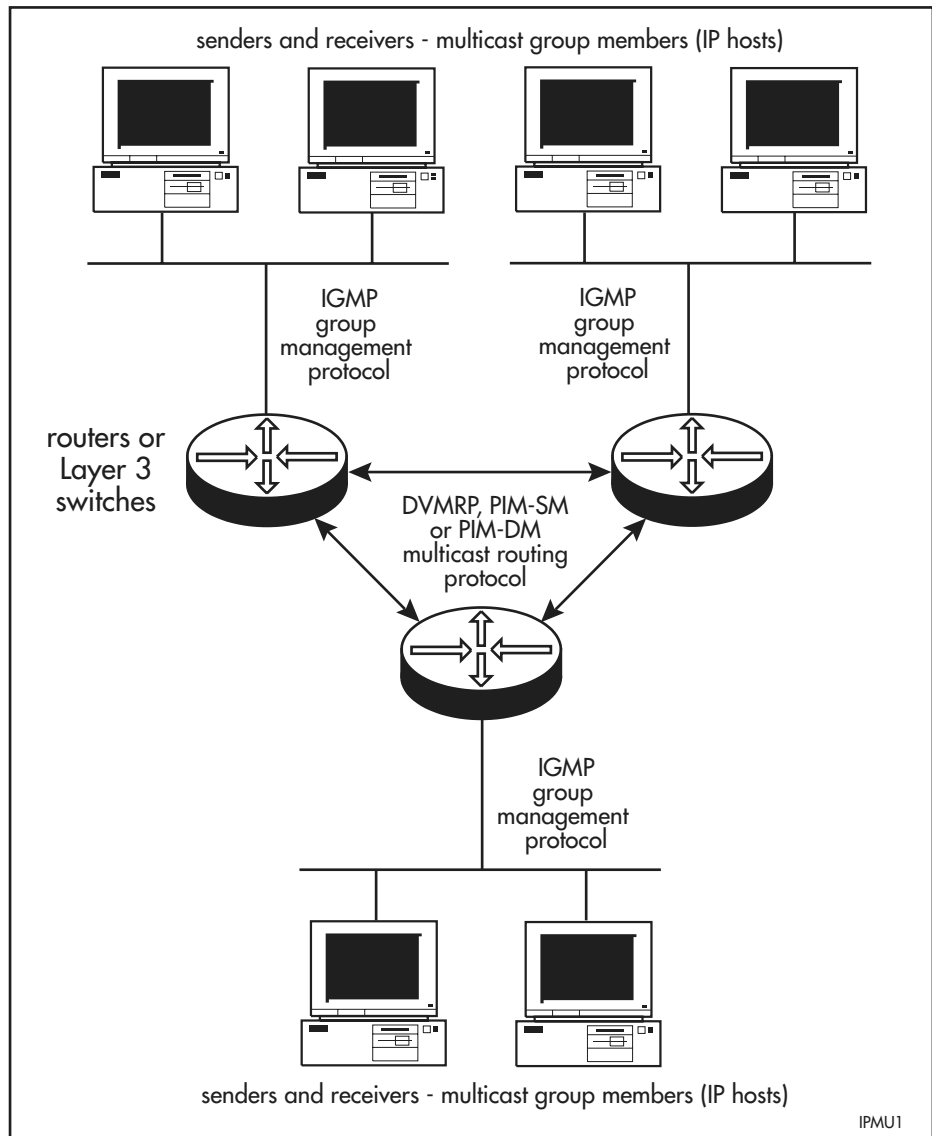 senders and receivers - multicast group members (IP hosts)
IGMP
group
management
protocol
IGMP
group
management
protocol
routers or
Layer 3
switches
DVMRP, PIM-SM
or PIM-DM
multicast routing
protocol
IGMP
group
management
protocol
senders and receivers - multicast group members (IP hosts)
IPMU1